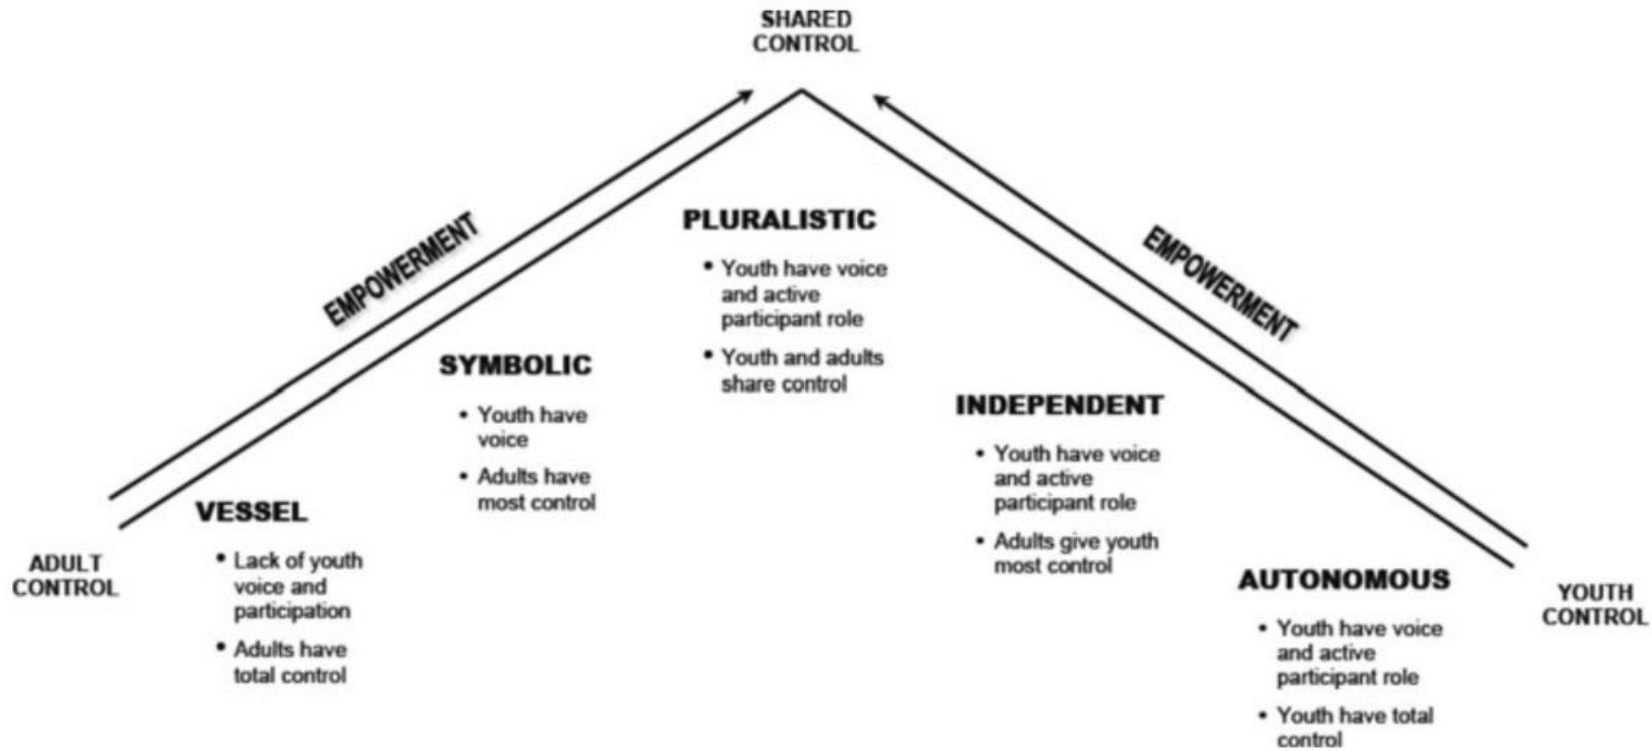 SHARED
CONTROL
EMPOWERMENT
EMPOWERMENT
PLURALISTIC
• Youth have voice
and active
participant role
• Youth and adults
share control
SYMBOLIC
• Youth have
voice
• Adults have
most control
INDEPENDENT
• Youth have voice
and active
participant role
• Adults give youth
most control
VESSEL
• Lack of youth
voice and
participation
• Adults have
total control
ADULT
CONTROL
AUTONOMOUS
• Youth have voice
and active
participant role
• Youth have total
control
YOUTH
CONTROL